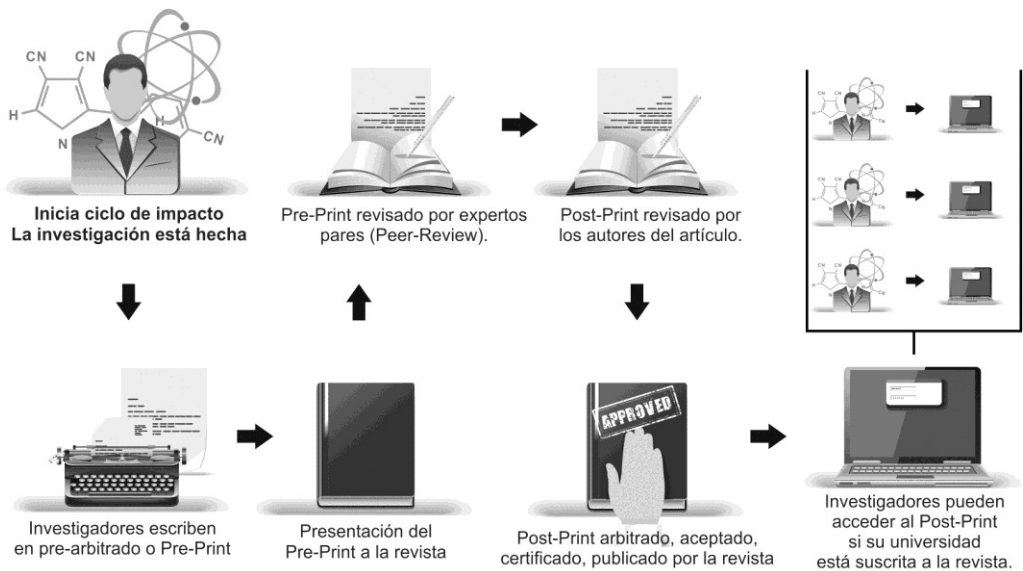 CN CN
H
H
N
CN
Inicia ciclo de impacto
La investigación está hecha
Investigadores escriben
en pre-arbitrado o Pre-Print
Presentación del
Pre-Print a la revista
Pre-Print revisado por expertos
pares (Peer-Review).
Post-Print revisado por
los autores del artículo.
APPROVED
Post-Print arbitrado, aceptado,
certificado, publicado por la revista
Investigadores pueden
acceder al Post-Print
si su universidad
está suscrita a la revista.